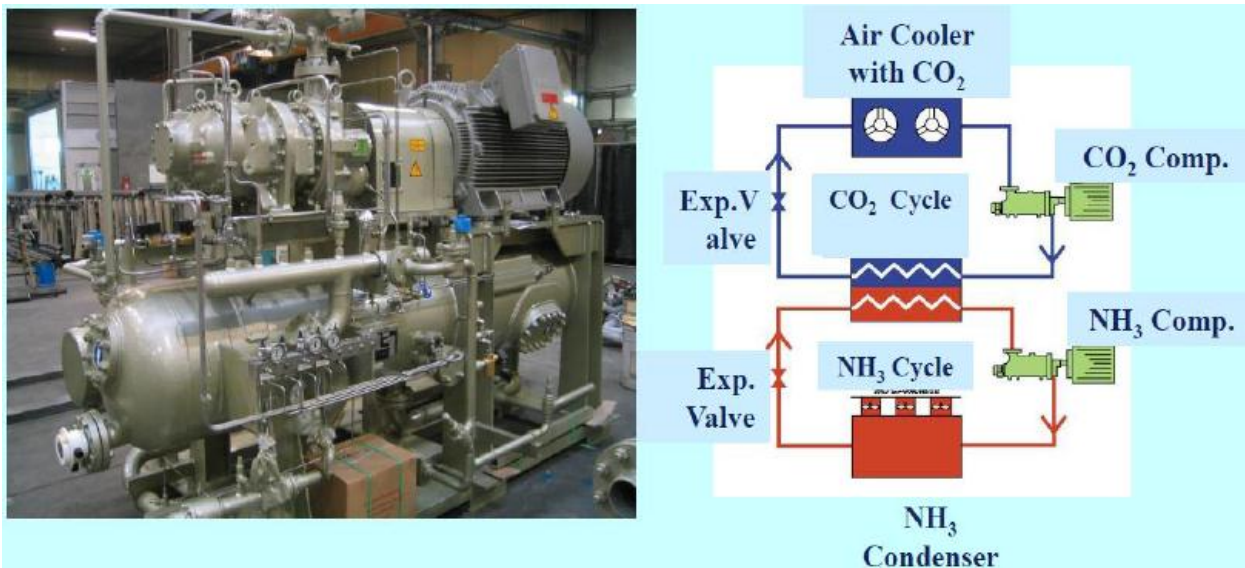 Air Cooler
with CO₂
CO₂ Comp.
Exp.V
alve
CO₂ Cycle
NH₃ Comp.
NH₃ Cycle
Exp.
Valve
NH₃
Condenser